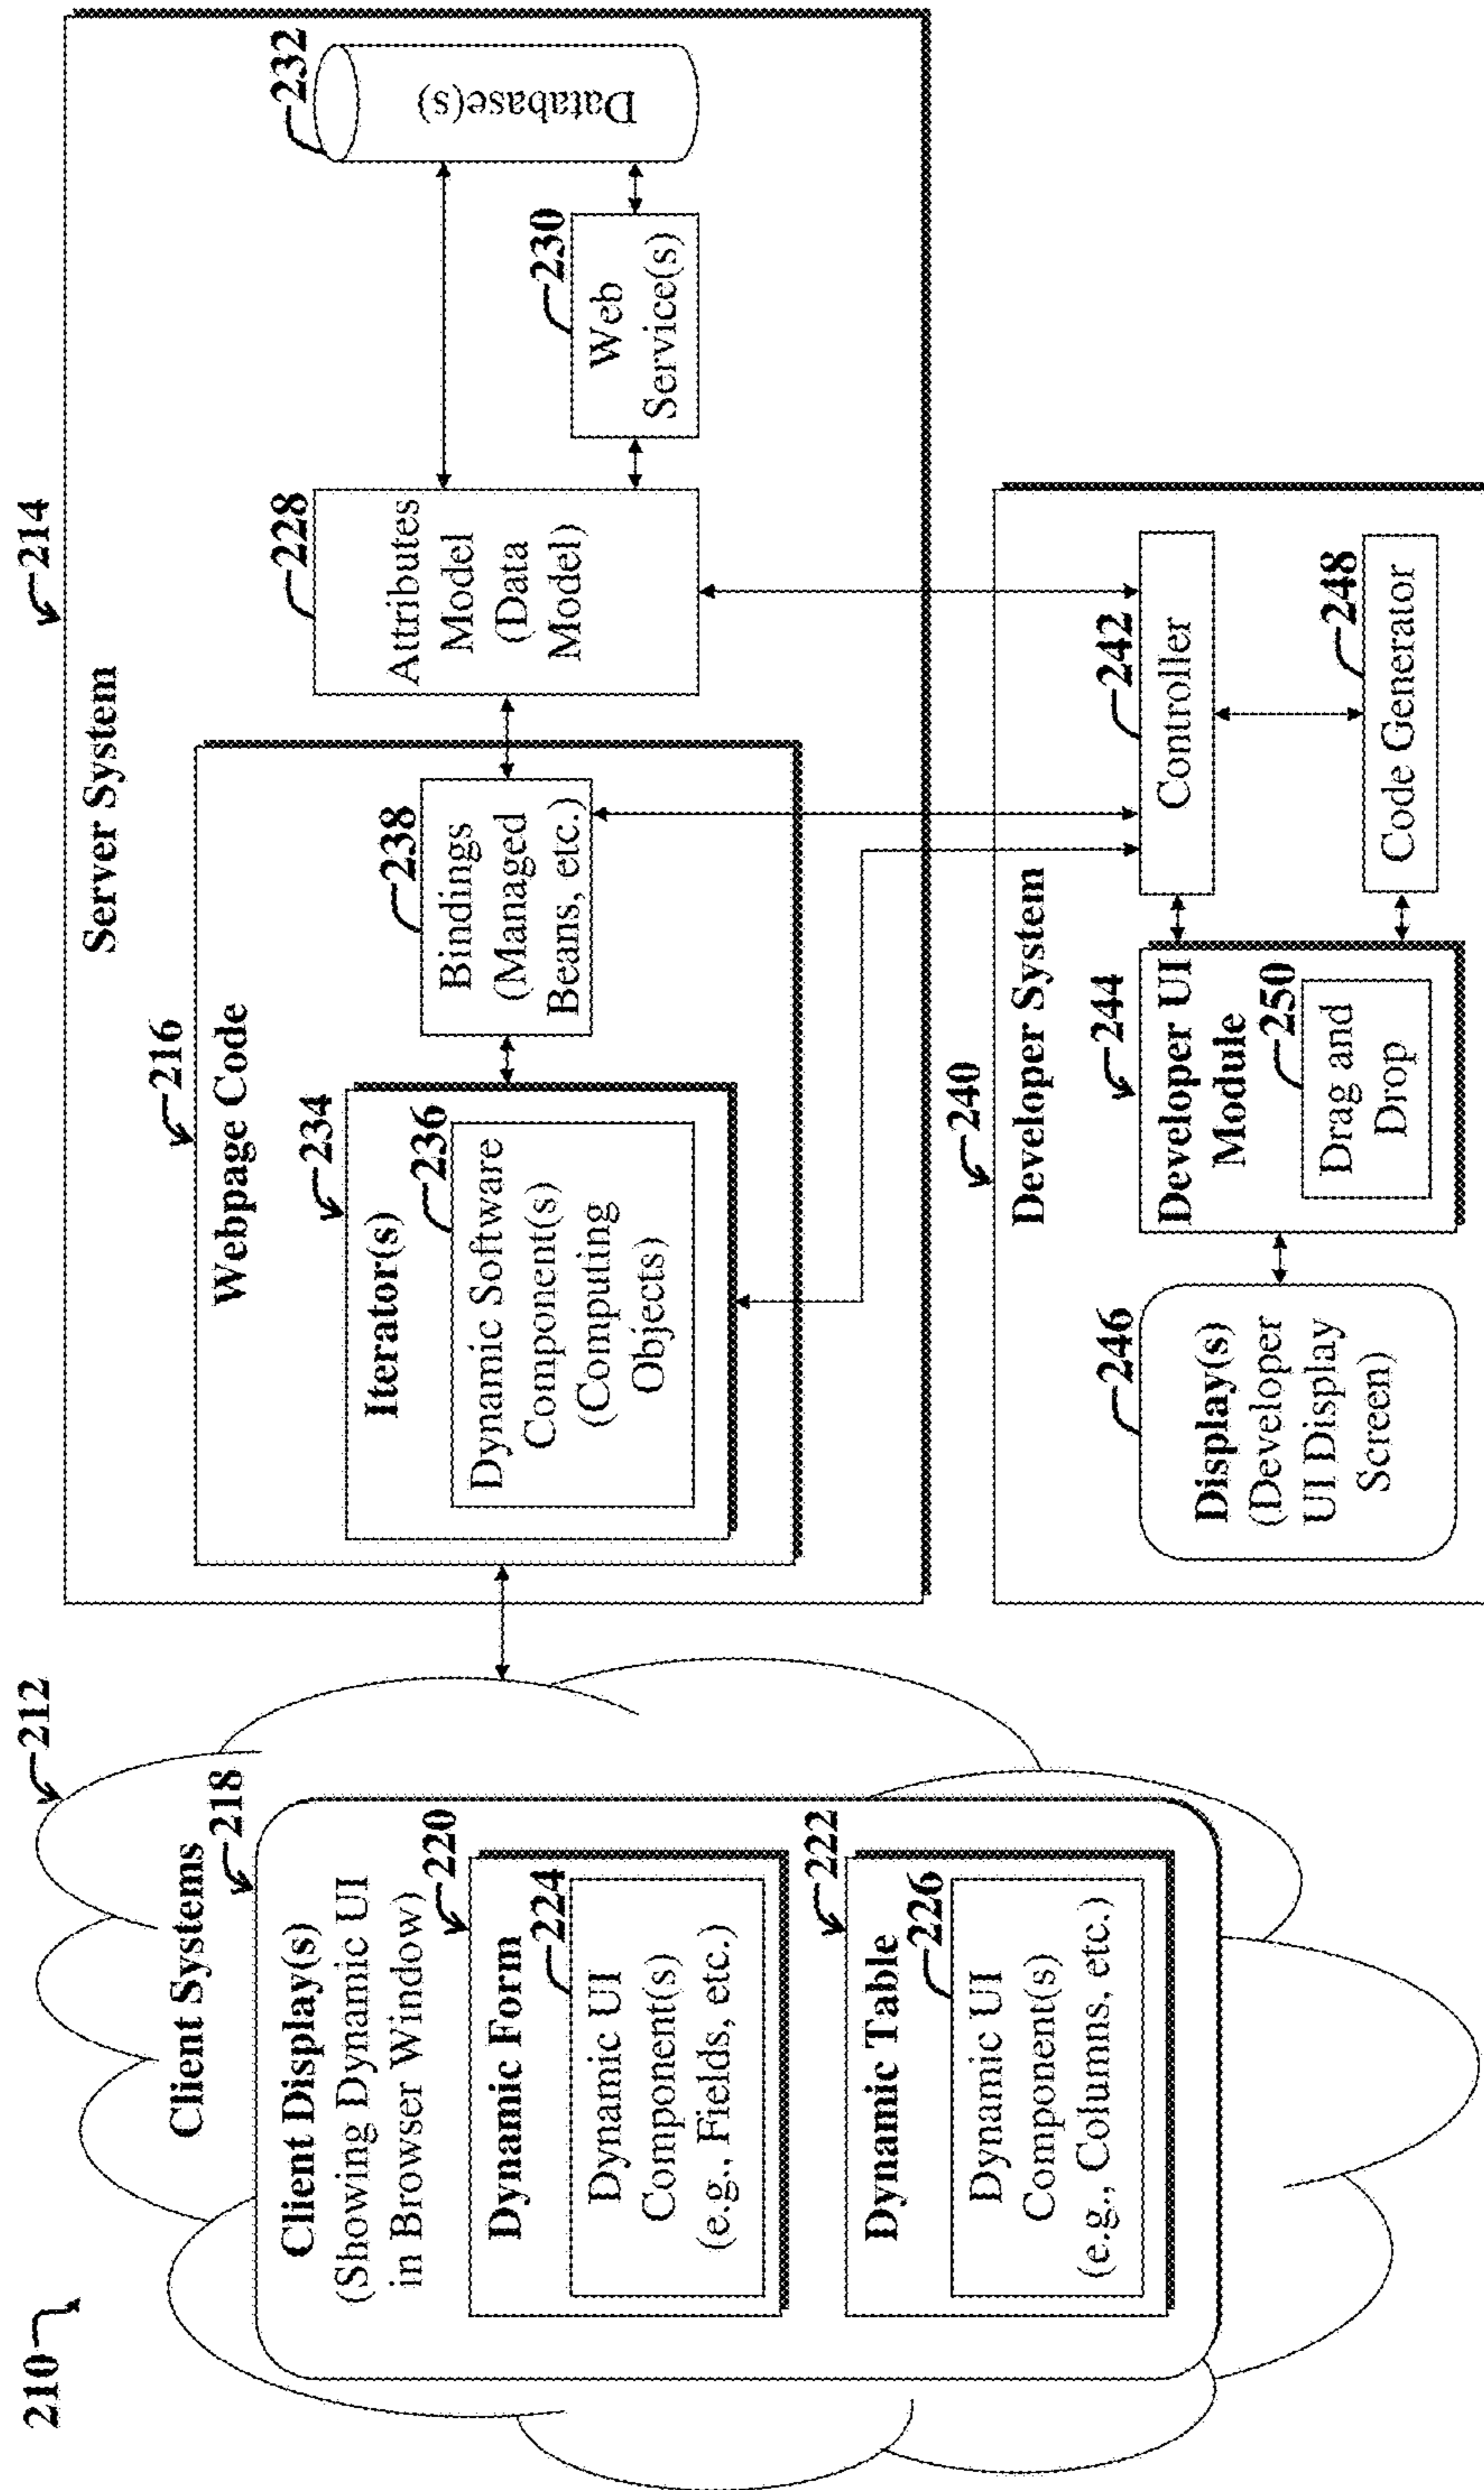 210
212
Client Systems
218
Client Display(s)
(Showing Dynamic UI
in Browser Window)
220
Dynamic Form
224
Dynamic UI
Component(s)
(e.g., Fields, etc.)
222
Dynamic Table
226
Dynamic UI
Component(s)
(e.g., Columns, etc.)
214
Server System
216
Webpage Code
234
Iterator(s)
236
Dynamic Software
Component(s)
(Computing
Objects)
238
Bindings
(Managed
Beans, etc.)
228
Attributes
Model
(Data
Model)
230
Web
Service(s)
232
Database(s)
240
Developer System
246
Display(s)
(Developer
UI Display
Screen)
244
Developer UI
Module
250
Drag and
Drop
242
Controller
248
Code Generator